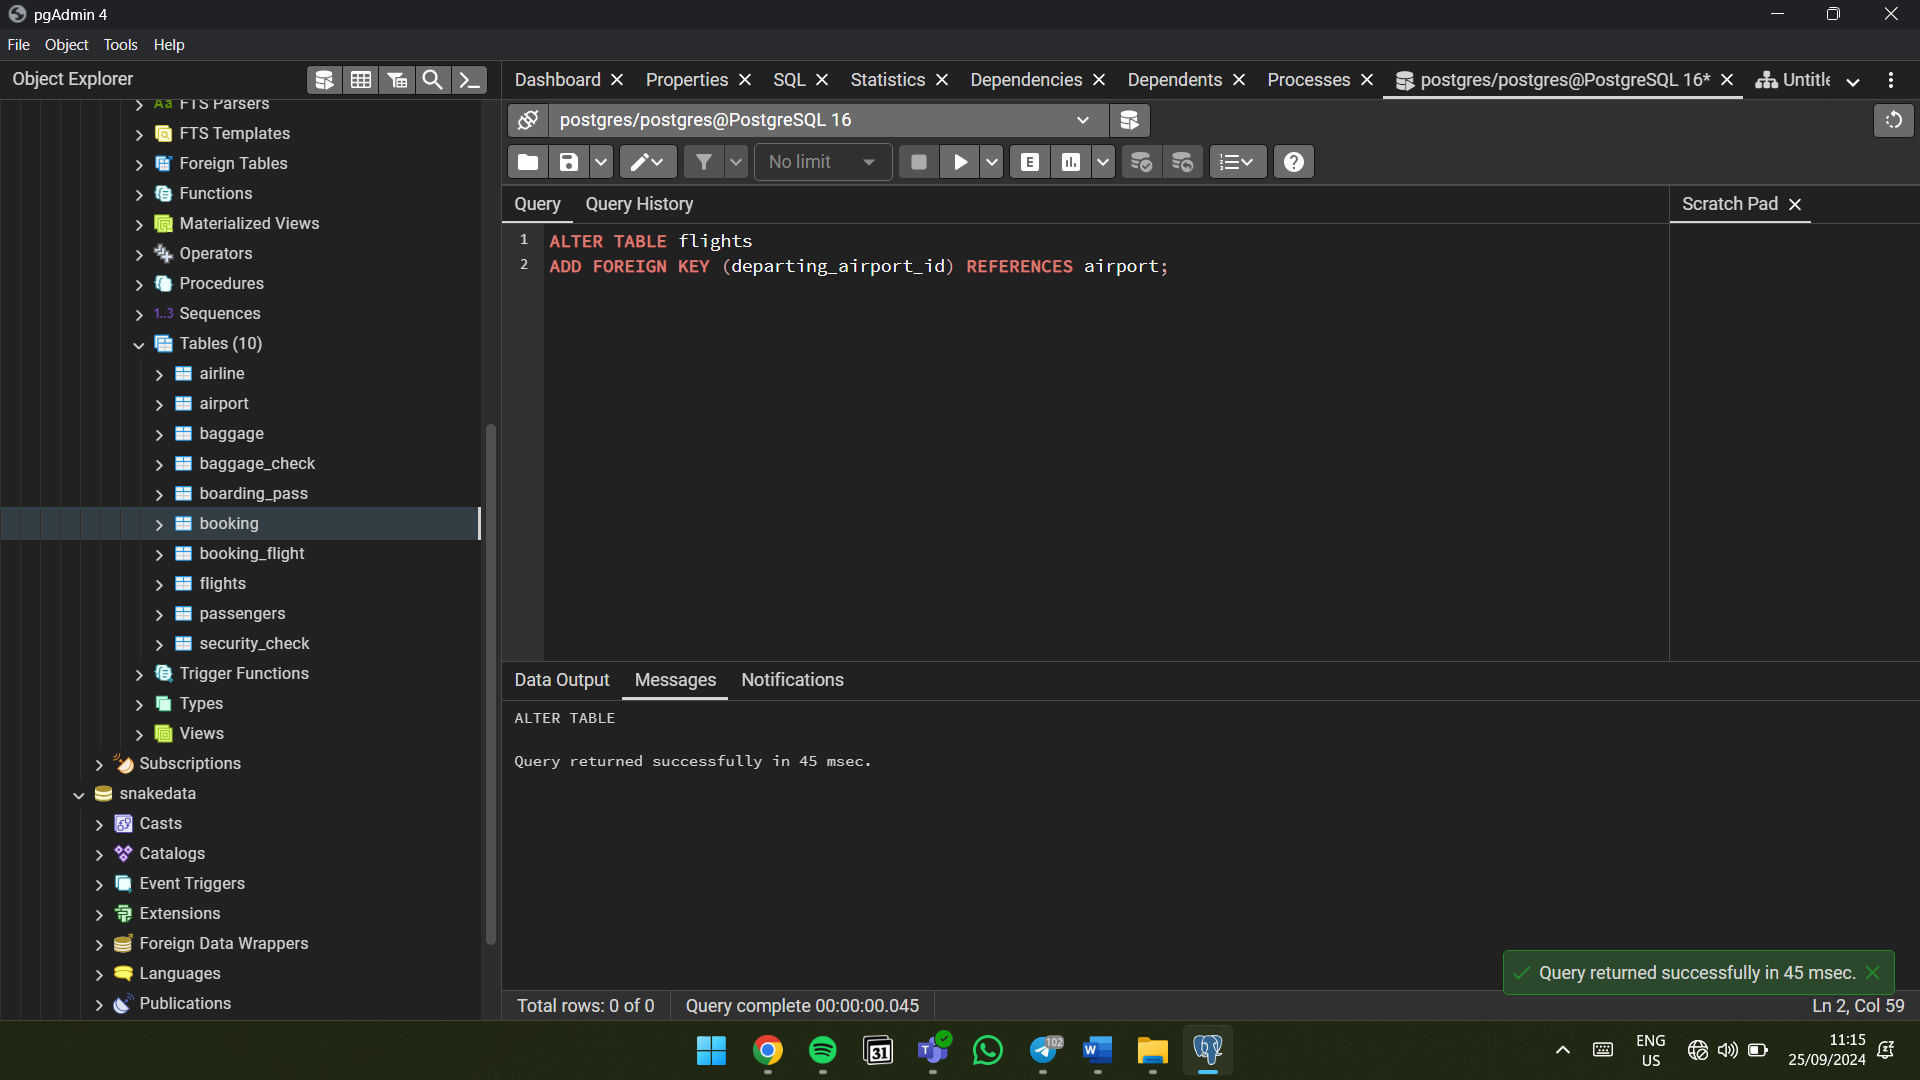 pgAdmin 4
File Object Tools Help
Object Explorer
Dashboard Properties SQL Statistics Dependencies Dependents Processes postgres/postgres@PostgreSQL 16* Untitle
FTS Parsers
FTS Templates
Foreign Tables
Functions
Materialized Views
Operators
Procedures
1..3 Sequences
Tables (10)
airline
airport
baggage
baggage_check
boarding_pass
booking
booking_flight
flights
passengers
security_check
Trigger Functions
Types
Views
Subscriptions
snakedata
Casts
Catalogs
Event Triggers
Extensions
Foreign Data Wrappers
Languages
Publications
postgres/postgres@PostgreSQL 16
No limit
E
Query Query History
Scratch Pad
1 ALTER TABLE flights
2 ADD FOREIGN KEY (departing_airport_id) REFERENCES airport;
Data Output Messages Notifications
ALTER TABLE
Query returned successfully in 45 msec.
Query returned successfully in 45 msec.
Total rows: 0 of 0 Query complete 00:00:00.045
Ln 2, Col 59
31
102
ENG
US
11:15
25/09/2024